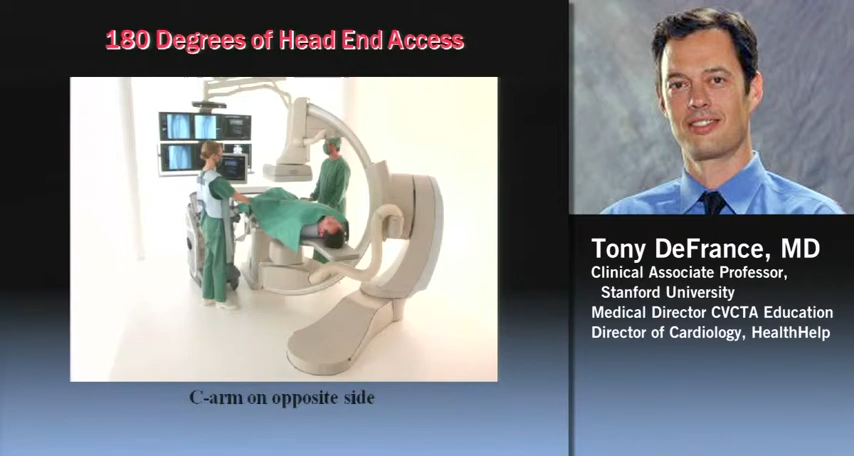 180 Degrees of Head End Access
C-arm on opposite side
Tony DeFrance, MD
Clinical Associate Professor,
Stanford University
Medical Director CVCTA Education
Director of Cardiology, HealthHelp